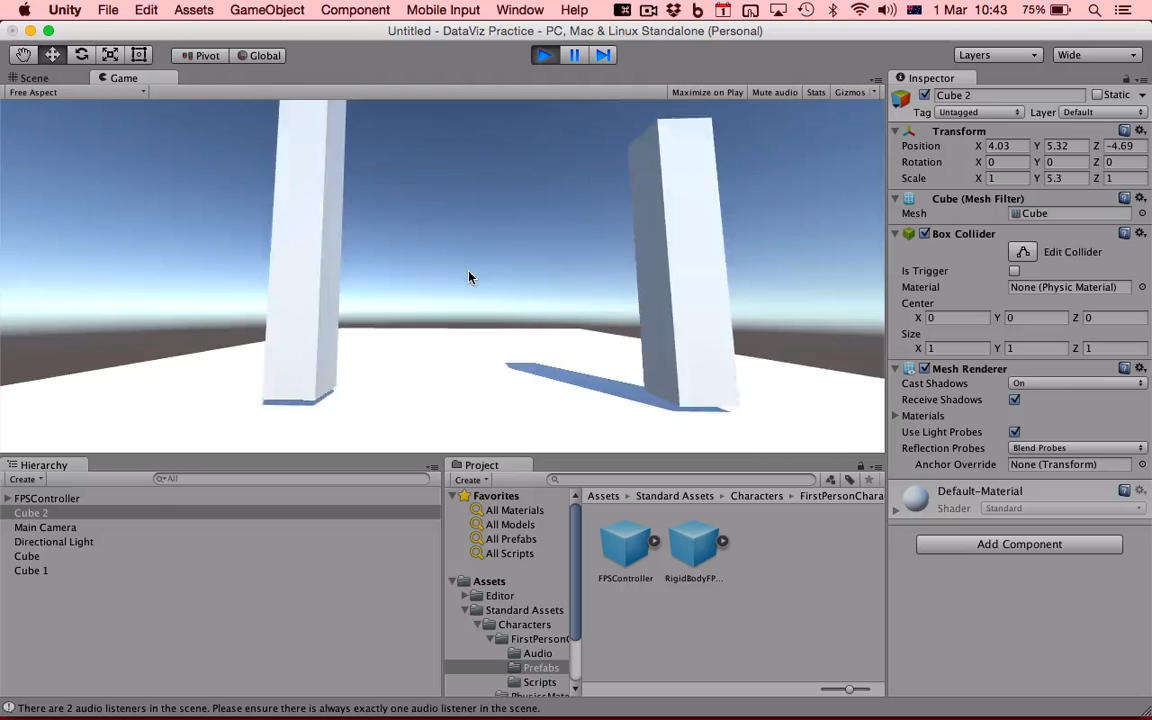 Unity File Edit Assets GameObject Component Mobile Input Window Help 1 Mar 10:43 75%
Untitled - DataViz Practice - PC, Mac & Linux Standalone (Personal)
Pivot Global Layers Wide
Scene Game Inspector
Free Aspect Maximize on Play Mute audio Stats Gizmos
Cube 2 Static
Tag Untagged Layer Default
Transform
Position X 4.03 Y 5.32 Z -4.69
Rotation X 0 Y 0 Z 0
Scale X 1 Y 5.3 Z 1
Cube (Mesh Filter)
Mesh Cube
Box Collider
Edit Collider
Is Trigger
Material None (Physic Material)
Center
X 0 Y 0 Z 0
Size
X 1 Y 1 Z 1
Mesh Renderer
Cast Shadows On
Receive Shadows
Materials
Use Light Probes
Reflection Probes Blend Probes
Anchor Override None (Transform)
Default-Material
Shader Standard
Add Component
Hierarchy
Create All
FPSController
Cube 2
Main Camera
Directional Light
Cube
Cube 1
Project
Create
Favorites
All Materials
All Models
All Prefabs
All Scripts
Assets
Editor
Standard Assets
Characters
FirstPersonC
Audio
Prefabs
Scripts
PhysicsMate
Assets Standard Assets Characters FirstPersonChara
FPSController RigidBodyFP...
There are 2 audio listeners in the scene. Please ensure there is always exactly one audio listener in the scene.